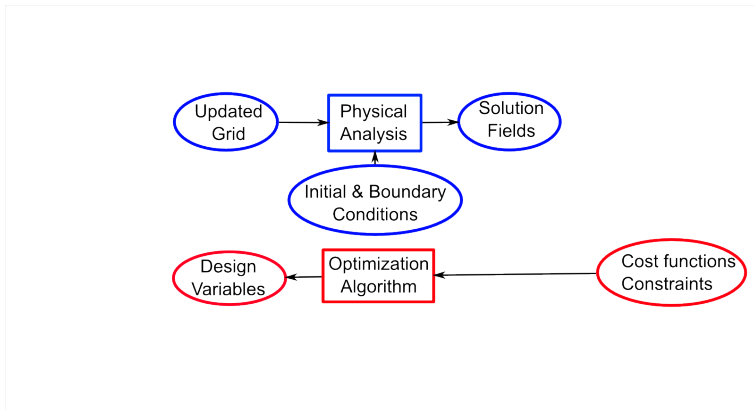 Updated
Grid
Physical
Analysis
Solution
Fields
Initial & Boundary
Conditions
Design
Variables
Optimization
Algorithm
Cost functions
Constraints